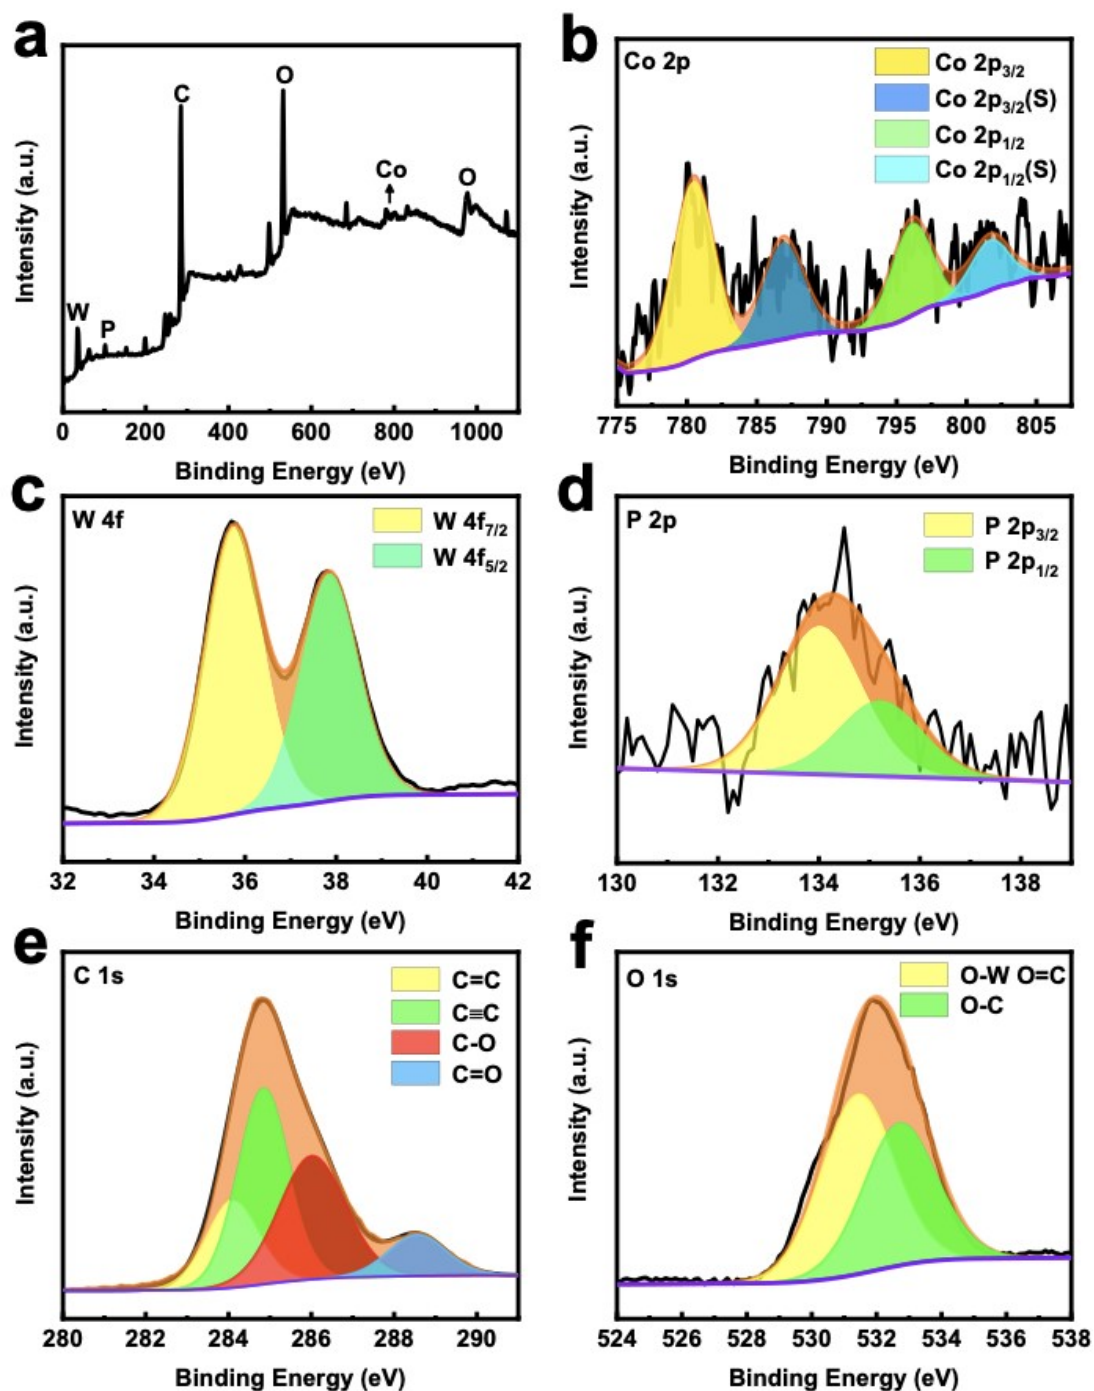 a
C
O
Co
O
W
P
0 200 400 600 800 1000
Binding Energy (eV)
Intensity (a.u.)
b
Co 2p
Co 2p3/2
Co 2p3/2(S)
Co 2p1/2
Co 2p1/2(S)
775 780 785 790 795 800 805
Binding Energy (eV)
Intensity (a.u.)
c
W 4f
W 4f7/2
W 4f5/2
32 34 36 38 40 42
Binding Energy (eV)
Intensity (a.u.)
d
P 2p
P 2p3/2
P 2p1/2
130 132 134 136 138
Binding Energy (eV)
Intensity (a.u.)
e
C 1s
C=C
C≡C
C-O
C=O
280 282 284 286 288 290
Binding Energy (eV)
Intensity (a.u.)
f
O 1s
O-W O=C
O-C
524 526 528 530 532 534 536 538
Binding Energy (eV)
Intensity (a.u.)